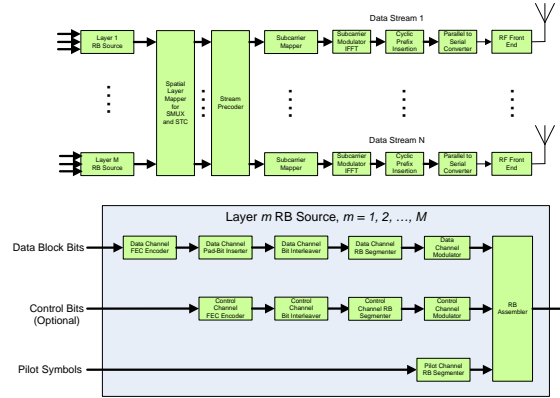 Data Stream 1
Layer 1
RB Source
Spatial
Layer
Mapper
for
SMUX
and STC
Stream
Precoder
Subcarrier
Mapper
Subcarrier
Modulator
IFFT
Cyclic
Prefix
Insertion
Parallel to
Serial
Converter
RF Front
End
Data Stream N
Layer M
RB Source
Subcarrier
Mapper
Subcarrier
Modulator
IFFT
Cyclic
Prefix
Insertion
Parallel to
Serial
Converter
RF Front
End
Layer m RB Source, m = 1, 2, …, M
Data Block Bits
Data Channel
FEC Encoder
Data Channel
Pad-Bit Inserter
Data Channel
Bit Interleaver
Data Channel
RB Segmenter
Data
Channel
Modulator
Control Bits
(Optional)
Control
Channel
FEC Encoder
Control
Channel
Bit Interleaver
Control
Channel RB
Segmenter
Control
Channel
Modulator
RB
Assembler
Pilot Symbols
Pilot Channel
RB Segmenter